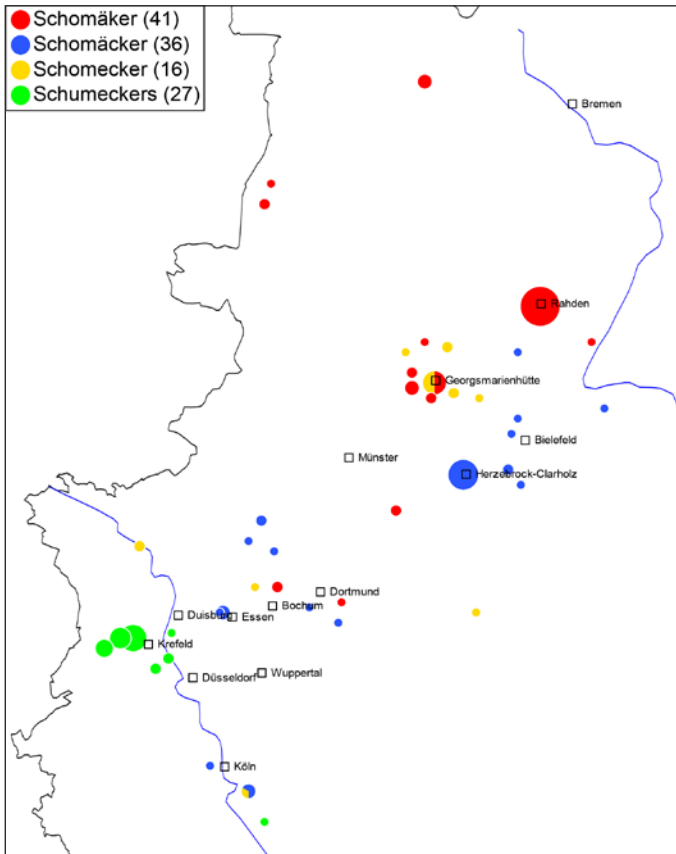 Schomäker (41)
Schomäcker (36)
Schomecker (16)
Schumeckers (27)
Bremen
Rahden
Georgsmarienhütte
Bielefeld
Münster
Herzebrock-Clarholz
Dortmund
Bochum
Duisburg
Essen
Krefeld
Wuppertal
Düsseldorf
Köln